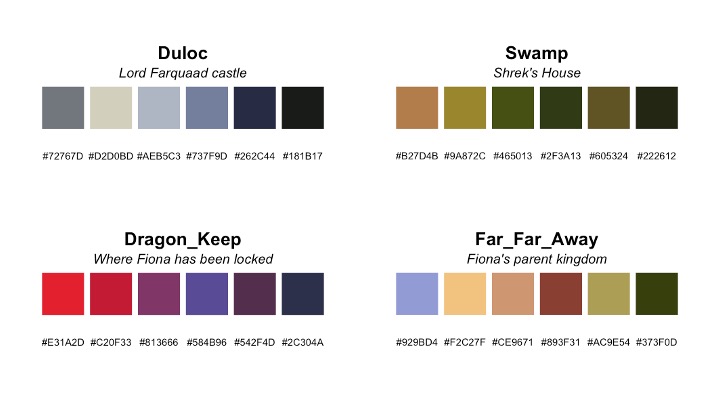 Duloc
Lord Farquaad castle
#72767D #D2D0BD #AEB5C3 #737F9D #262C44 #181B17
Swamp
Shrek's House
#B27D4B #9A872C #465013 #2F3A13 #605324 #222612
Dragon_Keep
Where Fiona has been locked
#E31A2D #C20F33 #813666 #584B96 #542F4D #2C304A
Far_Far_Away
Fiona's parent kingdom
#929BD4 #F2C27F #CE9671 #893F31 #AC9E54 #373F0D